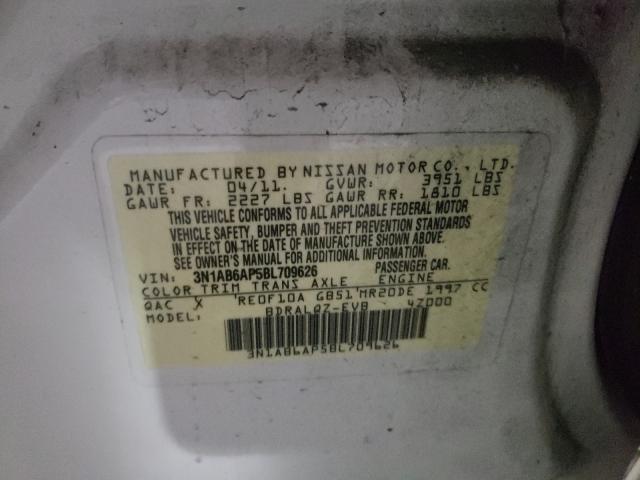 MANUFACTURED BY NISSAN MOTOR CO., LTD.
DATE: 04/11. GVWR: 3951 LBS
GAWR FR: 2227 LBS GAWR RR: 1810 LBS
THIS VEHICLE CONFORMS TO ALL APPLICABLE FEDERAL MOTOR
VEHICLE SAFETY, BUMPER AND THEFT PREVENTION STANDARDS
IN EFFECT ON THE DATE OF MANUFACTURE SHOWN ABOVE.
SEE OWNER'S MANUAL FOR ADDITIONAL INFORMATION.
VIN: 3N1AB6AP5BL709626 PASSENGER CAR.
COLOR TRIM TRANS AXLE ENGINE
QAC X RE0F10A GB51 MR20DE 1997 CC
MODEL: BDRALQZ-EVB 4Z000
3N1AB6AP5BL709626